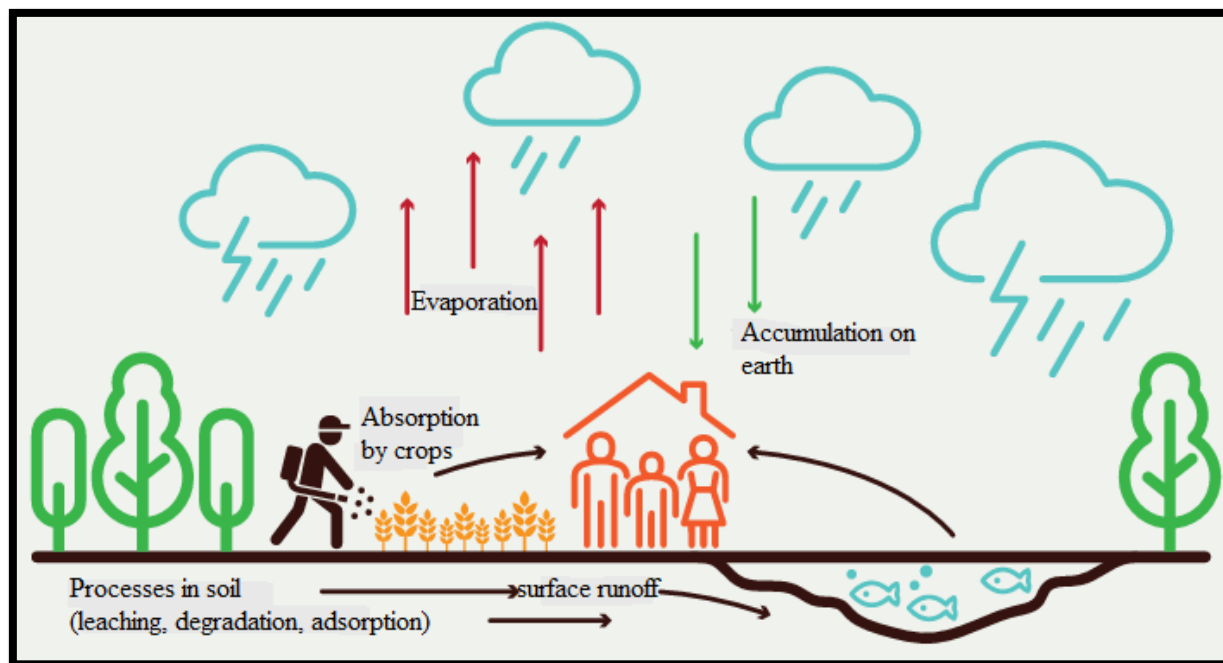 Evaporation
Accumulation on
earth
Absorption
by crops
Processes in soil
(leaching, degradation, adsorption)
surface runoff